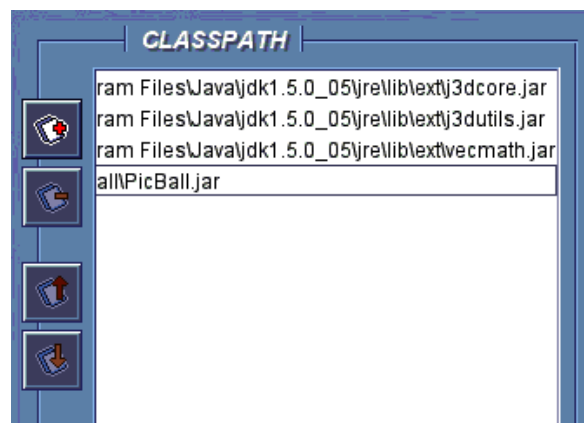 CLASSPATH
ram Files\Java\jdk1.5.0_05\jre\lib\ext\j3dcore.jar
ram Files\Java\jdk1.5.0_05\jre\lib\ext\j3dutils.jar
ram Files\Java\jdk1.5.0_05\jre\lib\ext\vecmath.jar
all\PicBall.jar